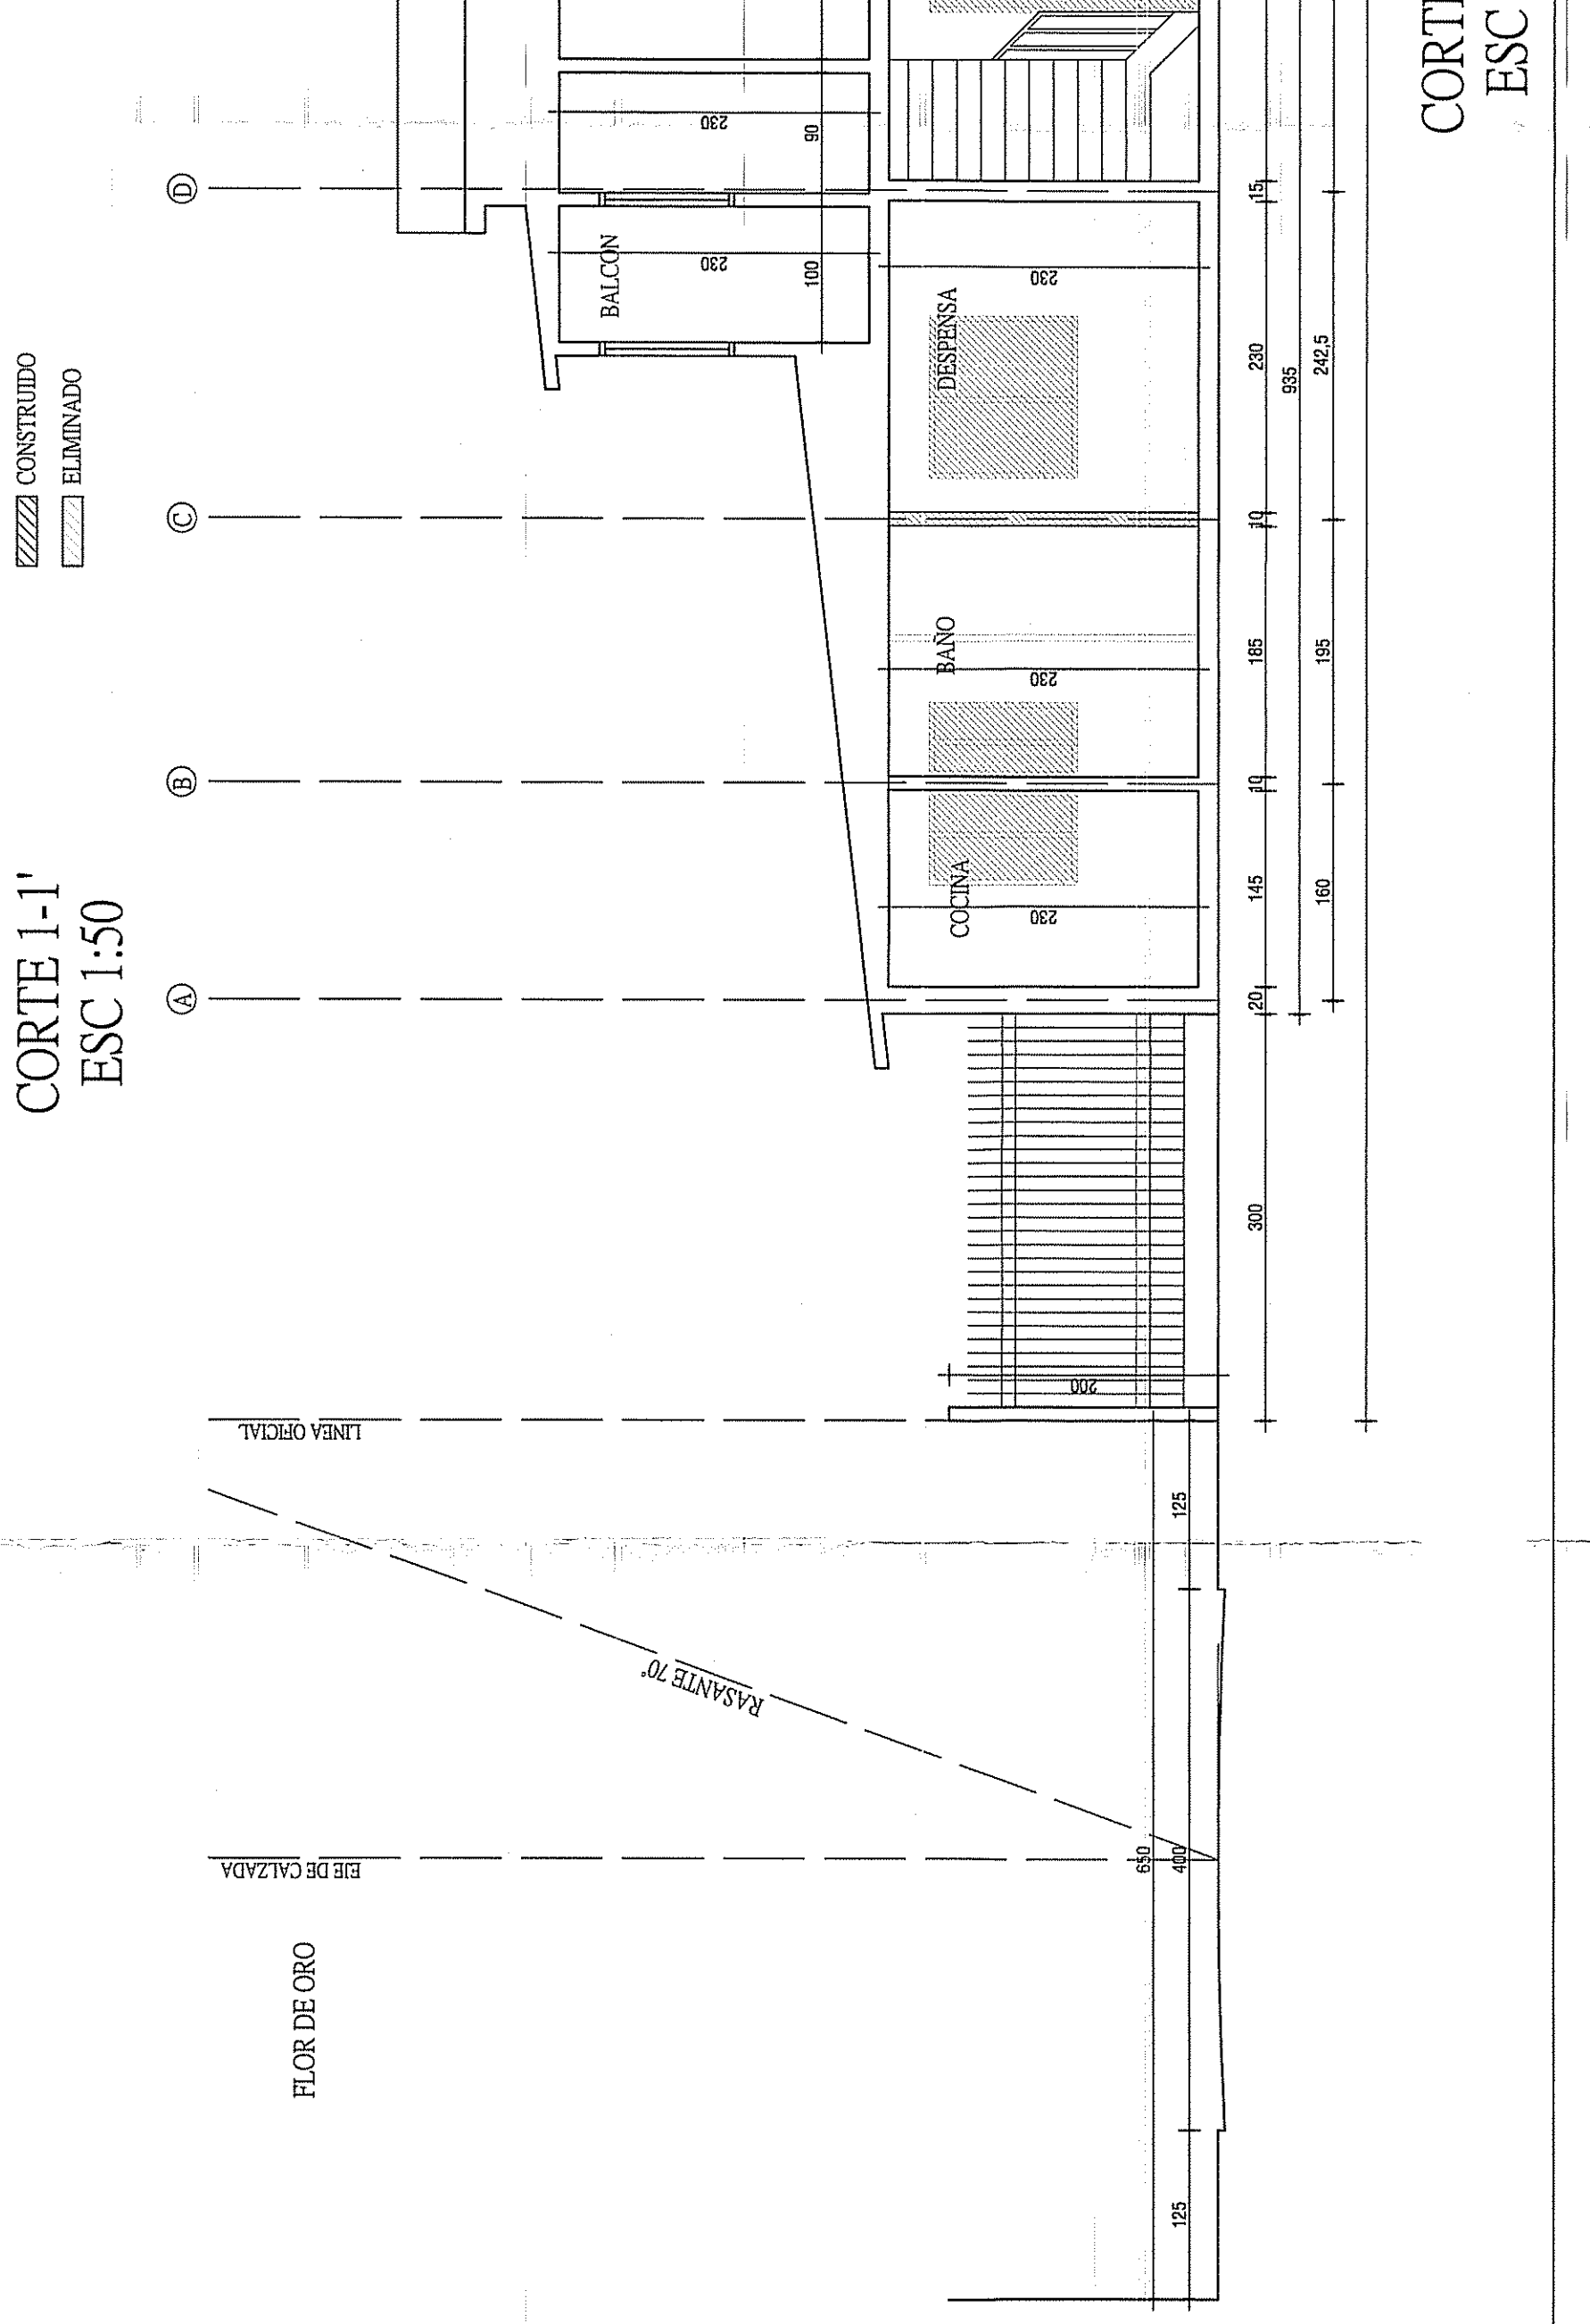 CORTE 1-1'
ESC 1:50
CONSTRUIDO
ELIMINADO
A
B
C
D
FLOR DE ORO
EJE DE CALZADA
LINEA OFICIAL
RASANTE 70°
BALCON
230
230
100
90
COCINA
BAÑO
DESPENSA
230
230
230
200
650
125
400
125
300
20
145
10
185
10
230
15
935
160
195
242,5
CORTE
ESC